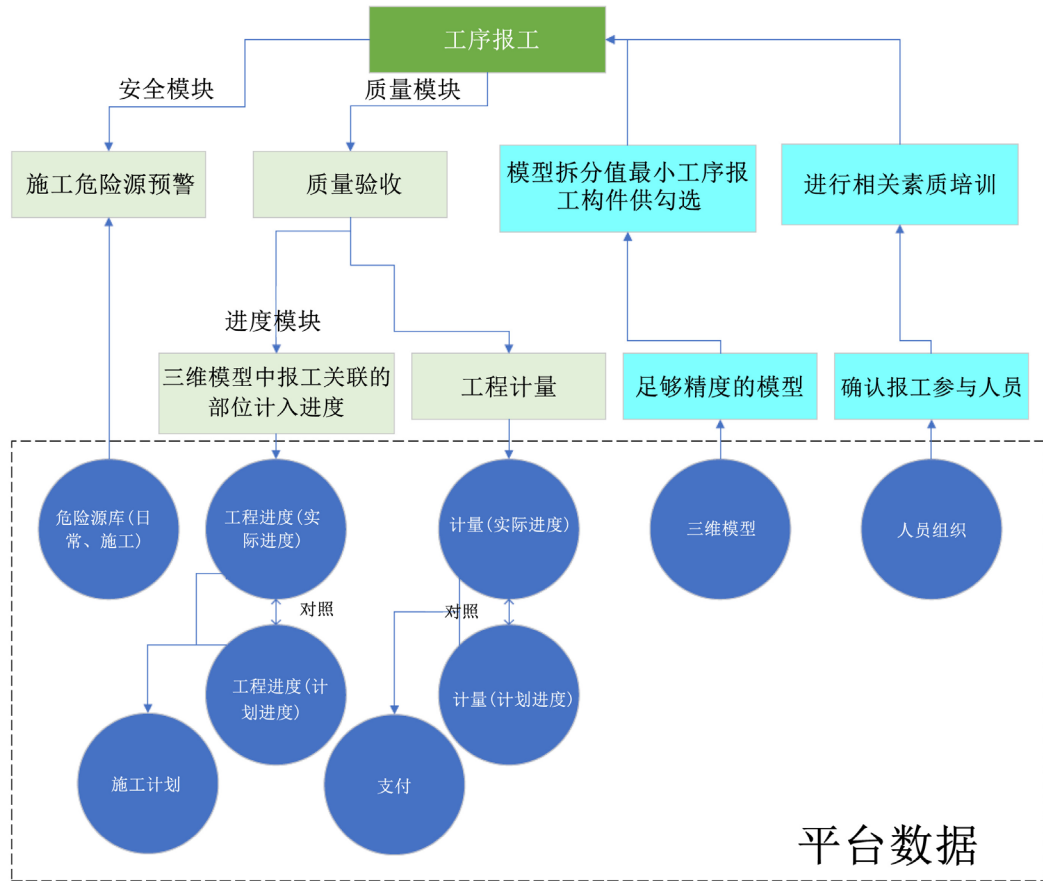 工序报工
安全模块
质量模块
施工危险源预警
质量验收
模型拆分值最小工序报
工构件供勾选
进行相关素质培训
进度模块
三维模型中报工关联的
部位计入进度
工程计量
足够精度的模型
确认报工参与人员
危险源库(日
常、施工)
工程进度(实
际进度)
计量(实际进度)
三维模型
人员组织
对照
对照
工程进度(计
划进度)
计量(计划进度)
施工计划
支付
平台数据